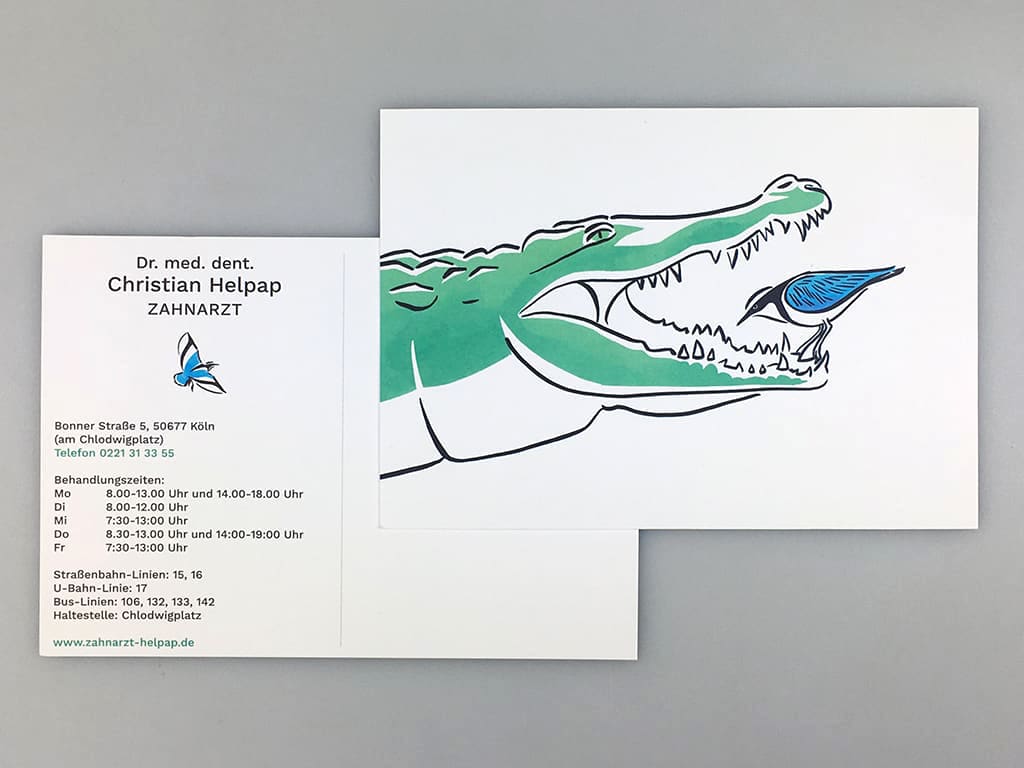 Dr. med. dent.
Christian Helpap
ZAHNARZT
Bonner Straße 5, 50677 Köln
(am Chlodwigplatz)
Telefon 0221 31 33 55
Behandlungszeiten:
Mo 8.00-13.00 Uhr und 14.00-18.00 Uhr
Di 8.00-12.00 Uhr
Mi 7:30-13:00 Uhr
Do 8.30-13.00 Uhr und 14:00-19:00 Uhr
Fr 7:30-13:00 Uhr
Straßenbahn-Linien: 15, 16
U-Bahn-Linie: 17
Bus-Linien: 106, 132, 133, 142
Haltestelle: Chlodwigplatz
www.zahnarzt-helpap.de